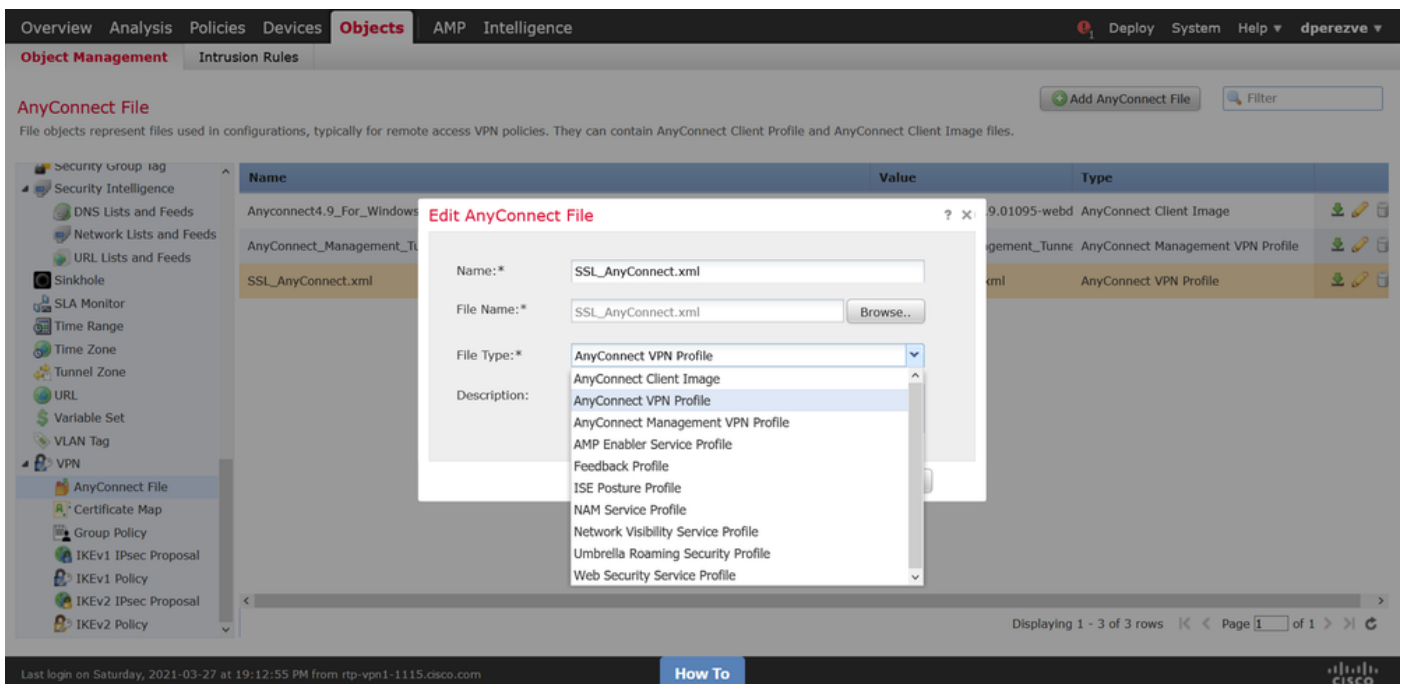 Overview Analysis Policies Devices Objects AMP Intelligence 1 Deploy System Help dperezve
Object Management Intrusion Rules
AnyConnect File
Add AnyConnect File Filter
File objects represent files used in configurations, typically for remote access VPN policies. They can contain AnyConnect Client Profile and AnyConnect Client Image files.
Security Group Tag
Security Intelligence
DNS Lists and Feeds
Network Lists and Feeds
URL Lists and Feeds
Sinkhole
SLA Monitor
Time Range
Time Zone
Tunnel Zone
URL
Variable Set
VLAN Tag
VPN
AnyConnect File
Certificate Map
Group Policy
IKEv1 IPsec Proposal
IKEv1 Policy
IKEv2 IPsec Proposal
IKEv2 Policy
Name Value Type
Anyconnect4.9_For_Windows .9.01095-webd AnyConnect Client Image
AnyConnect_Management_Tu gement_Tunne AnyConnect Management VPN Profile
SSL_AnyConnect.xml xml AnyConnect VPN Profile
Edit AnyConnect File ?
Name:* SSL_AnyConnect.xml
File Name:* SSL_AnyConnect.xml Browse..
File Type:* AnyConnect VPN Profile
Description:
AnyConnect Client Image
AnyConnect VPN Profile
AnyConnect Management VPN Profile
AMP Enabler Service Profile
Feedback Profile
ISE Posture Profile
NAM Service Profile
Network Visibility Service Profile
Umbrella Roaming Security Profile
Web Security Service Profile
Displaying 1 - 3 of 3 rows Page 1 of 1
Last login on Saturday, 2021-03-27 at 19:12:55 PM from rtp-vpn1-1115.cisco.com
How To
cisco